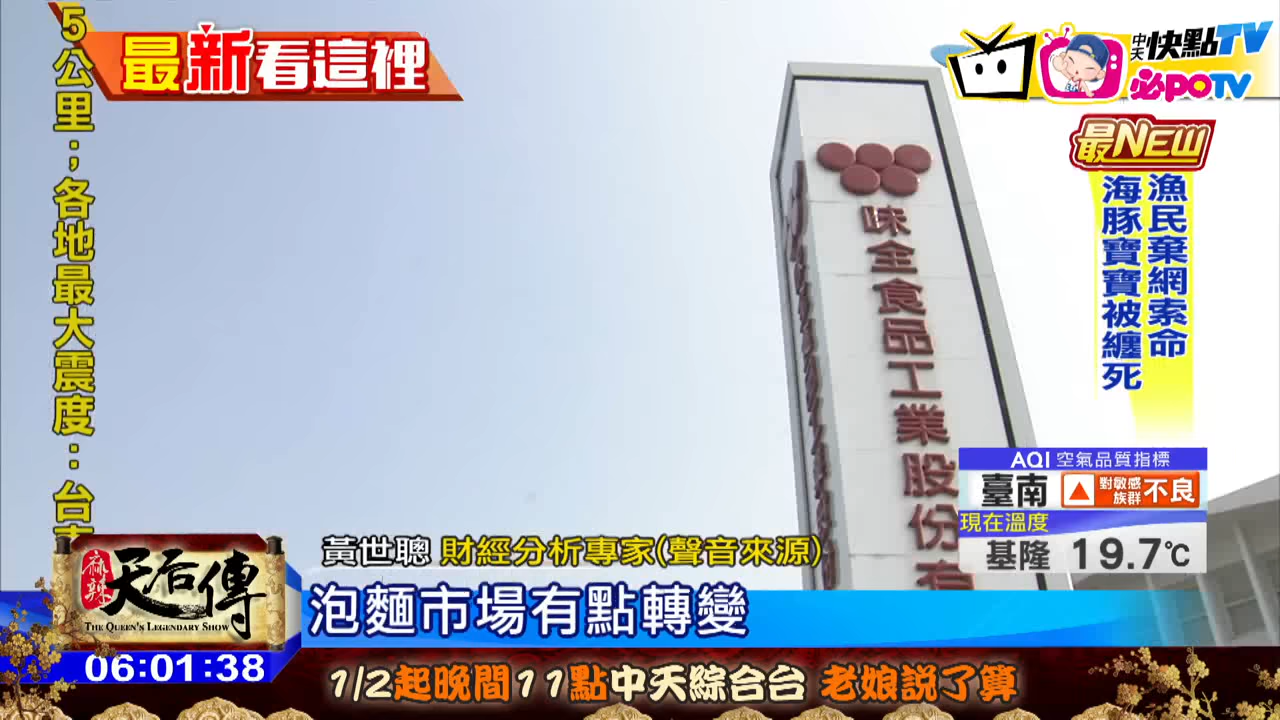 5公里；各地最大震度：台
最新看這裡
中天快點TV
必POTV
最NEW
漁民棄網索命
海豚寶寶被纏死
味全食品工業股份有
AQI 空氣品質指標
臺南 對敏感族群 不良
現在溫度
基隆 19.7℃
黃世聰 財經分析專家(聲音來源)
泡麵市場有點轉變
麻辣天后傳
THE QUEEN'S LEGENDARY SHOW
06:01:38
1/2起晚間11點中天綜合台 老娘說了算